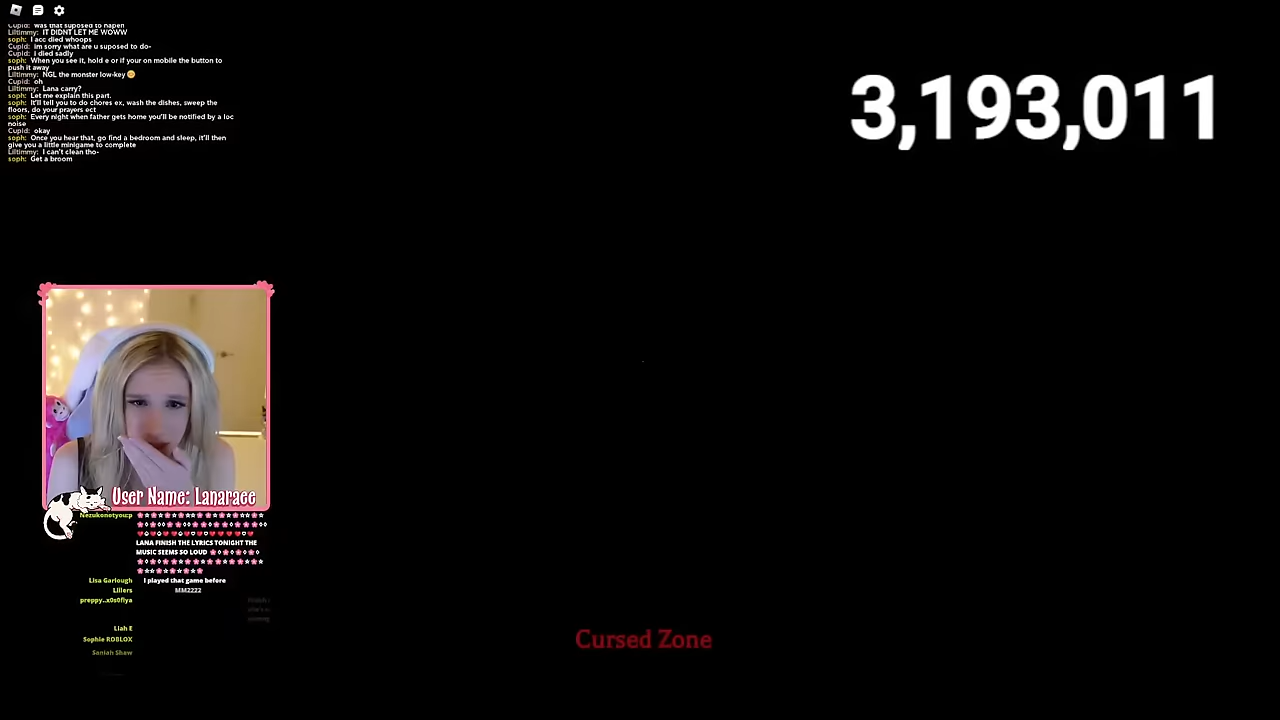 Cupid: was that suposed to hapen
Liltimmy: IT DIDNT LET ME WOWW
soph: I acc died whoops
Cupid: im sorry what are u suposed to do-
Cupid: i died sadly
soph: When you see it, hold e or if your on mobile the button to
push it away
Liltimmy: NGL the monster low-key
Cupid: oh
Liltimmy: Lana carry?
soph: Let me explain this part.
soph: It'll tell you to do chores ex, wash the dishes, sweep the
floors, do your prayers ect
soph: Every night when father gets home you'll be notified by a loc
noise
Cupid: okay
soph: Once you hear that, go find a bedroom and sleep, it'll then
give you a little minigame to complete
Liltimmy: I can't clean tho-
soph: Get a broom
3,193,011
User Name: Lanaraee
Nezukonotyou:p
LANA FINISH THE LYRICS TONIGHT THE
MUSIC SEEMS SO LOUD
Lisa Garlough I played that game before
Lillers MM2222
preppy..x0s0fiya
Liah E
Sophie ROBLOX
Saniah Shaw
Cursed Zone